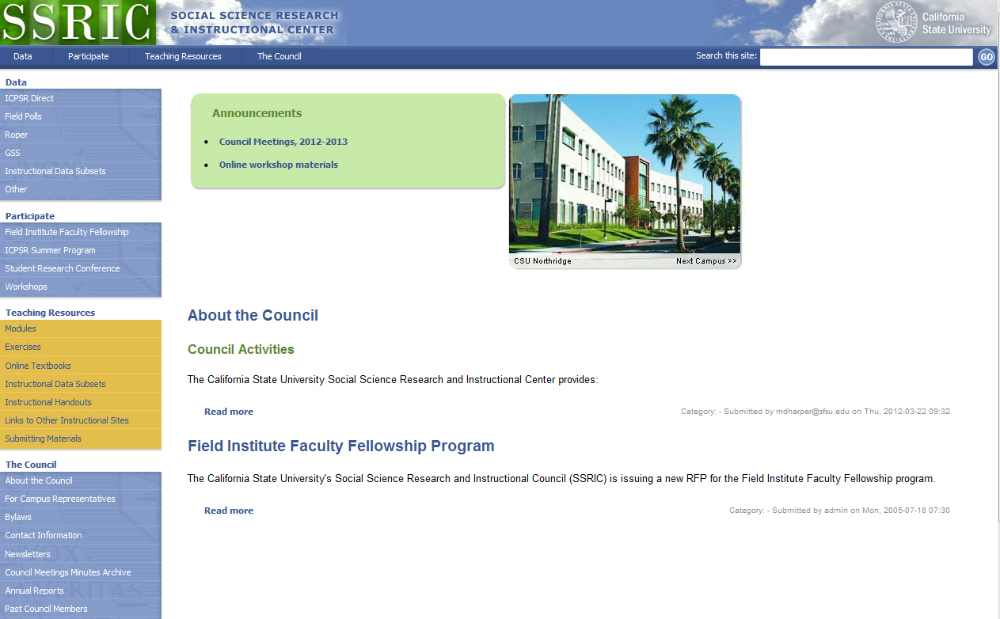 SSRIC
SOCIAL SCIENCE RESEARCH
& INSTRUCTIONAL CENTER
California
State University
Data
Participate
Teaching Resources
The Council
Search this site:
GO
Data
ICPSR Direct
Field Polls
Roper
GSS
Instructional Data Subsets
Other
Participate
Field Institute Faculty Fellowship
ICPSR Summer Program
Student Research Conference
Workshops
Teaching Resources
Modules
Exercises
Online Textbooks
Instructional Data Subsets
Instructional Handouts
Links to Other Instructional Sites
Submitting Materials
The Council
About the Council
For Campus Representatives
Bylaws
Contact Information
Newsletters
Council Meetings Minutes Archive
Annual Reports
Past Council Members
VOX
VERITAS
Announcements
• Council Meetings, 2012-2013
• Online workshop materials
CSU Northridge
Next Campus >>
About the Council
Council Activities
The California State University Social Science Research and Instructional Center provides:
Read more
Category: - Submitted by mdharper@sfsu.edu on Thu, 2012-03-22 09:32
Field Institute Faculty Fellowship Program
The California State University's Social Science Research and Instructional Council (SSRIC) is issuing a new RFP for the Field Institute Faculty Fellowship program.
Read more
Category: - Submitted by admin on Mon, 2005-07-18 07:30